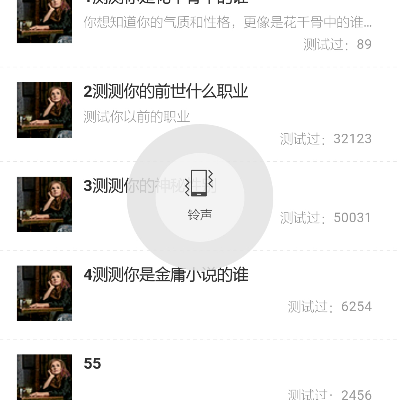 你想知道你的气质和性格，更像是花千骨中的谁...
测试过：89
2测测你的前世什么职业
测试你以前的职业
测试过：32123
3测测你的神秘
铃声
测试过：50031
4测测你是金庸小说的谁
测试过：6254
55
测试过：2456